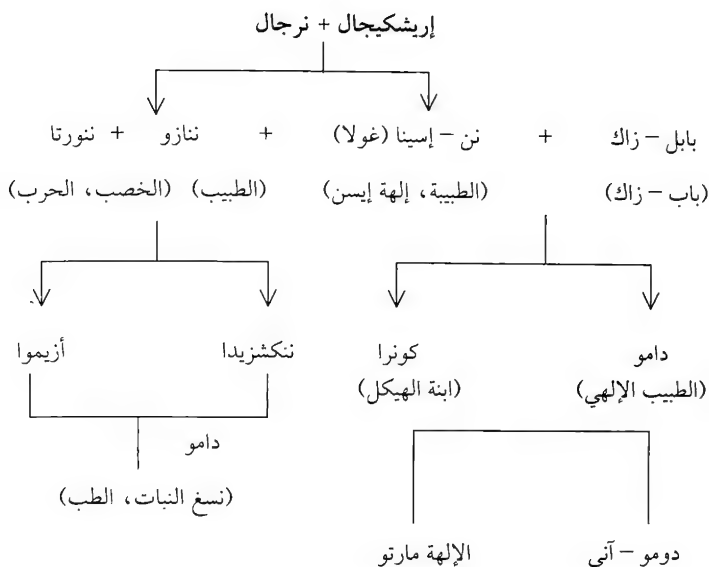 إريشكيجال + نرجال
بابل – زاك + نن – إسينا (غولا) + ننازو + ننورتا
(باب – زاك) (الطبيبة، إلهة إيسن) (الطبيب) (الخصب، الحرب)
دامو كونرا ننكشزيدا أزيموا
(الطبيب الإلهي) (ابنة الهيكل)
دامو
(نسغ النبات، الطب)
دومو – آني الإلهة مارتو